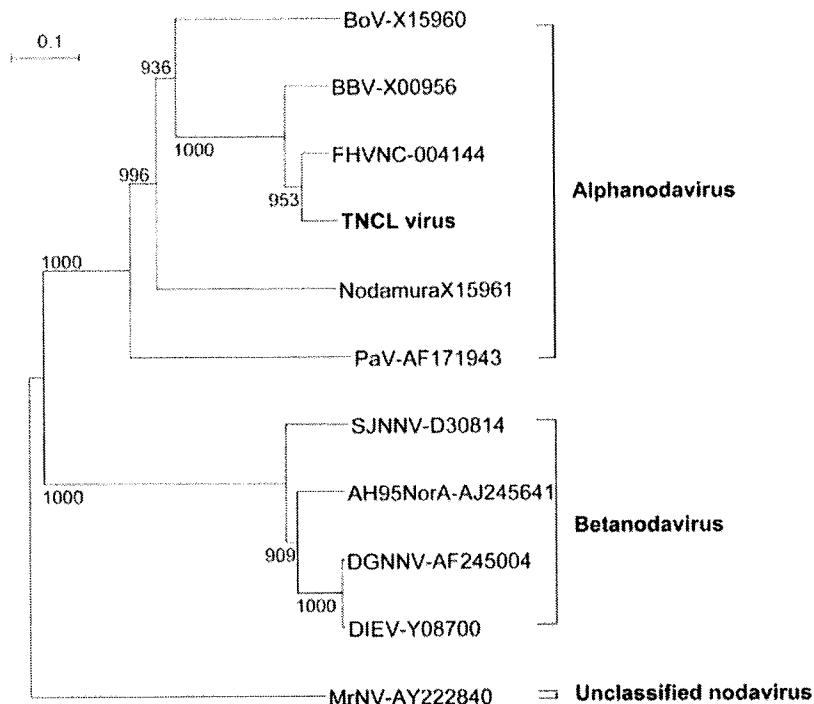 BoV-X15960
0.1
936
BBV-X00956
1000
FHVNC-004144
996
953
Alphanodavirus
TNCL virus
1000
NodamuraX15961
PaV-AF171943
SJNNV-D30814
1000
AH95NorA-AJ245641
Betanodavirus
909
DGNNV-AF245004
1000
DIEV-Y08700
MrNV-AY222840
Unclassified nodavirus